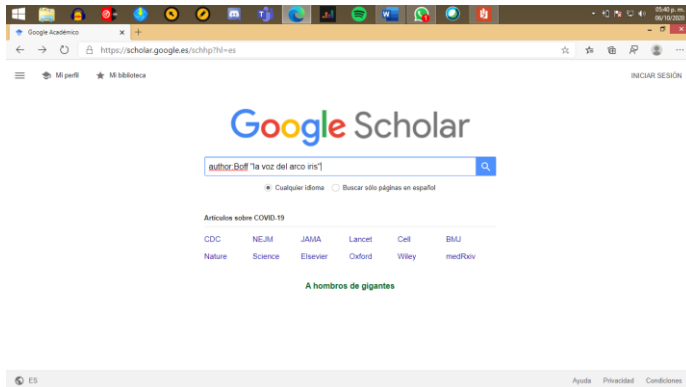 05:40 p. m.
06/10/2020
Google Académico
https://scholar.google.es/schhp?hl=es
Mi perfil Mi biblioteca INICIAR SESIÓN
Google Scholar
author:Boff "la voz del arco iris"
Cualquier idioma Buscar sólo páginas en español
Artículos sobre COVID-19
CDC NEJM JAMA Lancet Cell BMJ
Nature Science Elsevier Oxford Wiley medRxiv
A hombros de gigantes
ES Ayuda Privacidad Condiciones